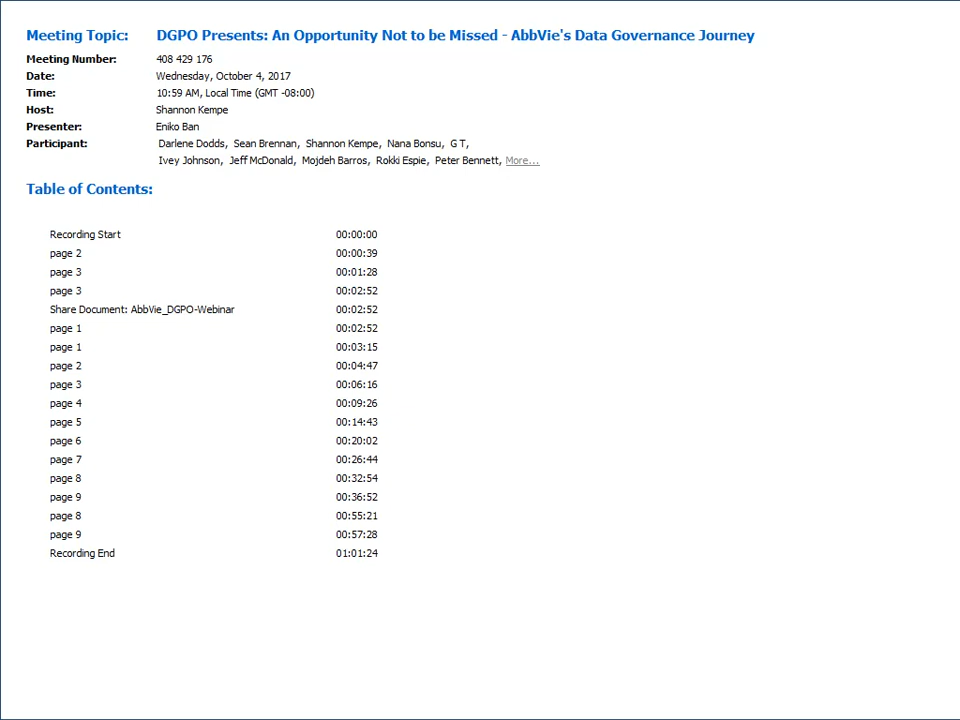 Meeting Topic: DGPO Presents: An Opportunity Not to be Missed - AbbVie's Data Governance Journey
Meeting Number: 408 429 176
Date: Wednesday, October 4, 2017
Time: 10:59 AM, Local Time (GMT -08:00)
Host: Shannon Kempe
Presenter: Eniko Ban
Participant: Darlene Dodds, Sean Brennan, Shannon Kempe, Nana Bonsu, G T,
Ivey Johnson, Jeff McDonald, Mojdeh Barros, Rokki Espie, Peter Bennett, More...
Table of Contents:
Recording Start 00:00:00
page 2 00:00:39
page 3 00:01:28
page 3 00:02:52
Share Document: AbbVie_DGPO-Webinar 00:02:52
page 1 00:02:52
page 1 00:03:15
page 2 00:04:47
page 3 00:06:16
page 4 00:09:26
page 5 00:14:43
page 6 00:20:02
page 7 00:26:44
page 8 00:32:54
page 9 00:36:52
page 8 00:55:21
page 9 00:57:28
Recording End 01:01:24